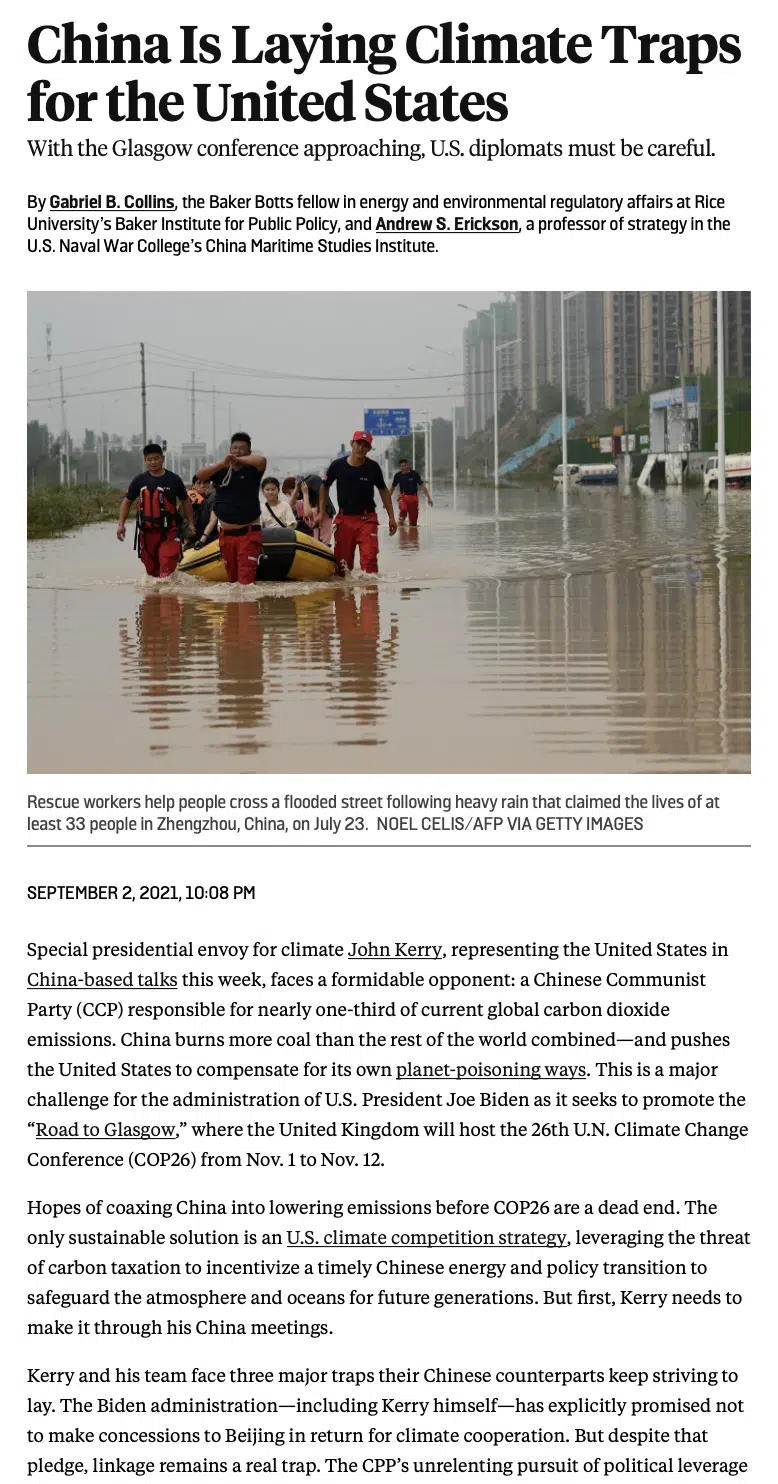 China Is Laying Climate Traps
for the United States
With the Glasgow conference approaching, U.S. diplomats must be careful.
By Gabriel B. Collins, the Baker Botts fellow in energy and environmental regulatory affairs at Rice
University’s Baker Institute for Public Policy, and Andrew S. Erickson, a professor of strategy in the
U.S. Naval War College’s China Maritime Studies Institute.
Rescue workers help people cross a flooded street following heavy rain that claimed the lives of at
least 33 people in Zhengzhou, China, on July 23. NOEL CELIS/AFP VIA GETTY IMAGES
SEPTEMBER 2, 2021, 10:08 PM
Special presidential envoy for climate John Kerry, representing the United States in
China-based talks this week, faces a formidable opponent: a Chinese Communist
Party (CCP) responsible for nearly one-third of current global carbon dioxide
emissions. China burns more coal than the rest of the world combined—and pushes
the United States to compensate for its own planet-poisoning ways. This is a major
challenge for the administration of U.S. President Joe Biden as it seeks to promote the
“Road to Glasgow,” where the United Kingdom will host the 26th U.N. Climate Change
Conference (COP26) from Nov. 1 to Nov. 12.
Hopes of coaxing China into lowering emissions before COP26 are a dead end. The
only sustainable solution is an U.S. climate competition strategy, leveraging the threat
of carbon taxation to incentivize a timely Chinese energy and policy transition to
safeguard the atmosphere and oceans for future generations. But first, Kerry needs to
make it through his China meetings.
Kerry and his team face three major traps their Chinese counterparts keep striving to
lay. The Biden administration—including Kerry himself—has explicitly promised not
to make concessions to Beijing in return for climate cooperation. But despite that
pledge, linkage remains a real trap. The CPP’s unrelenting pursuit of political leverage